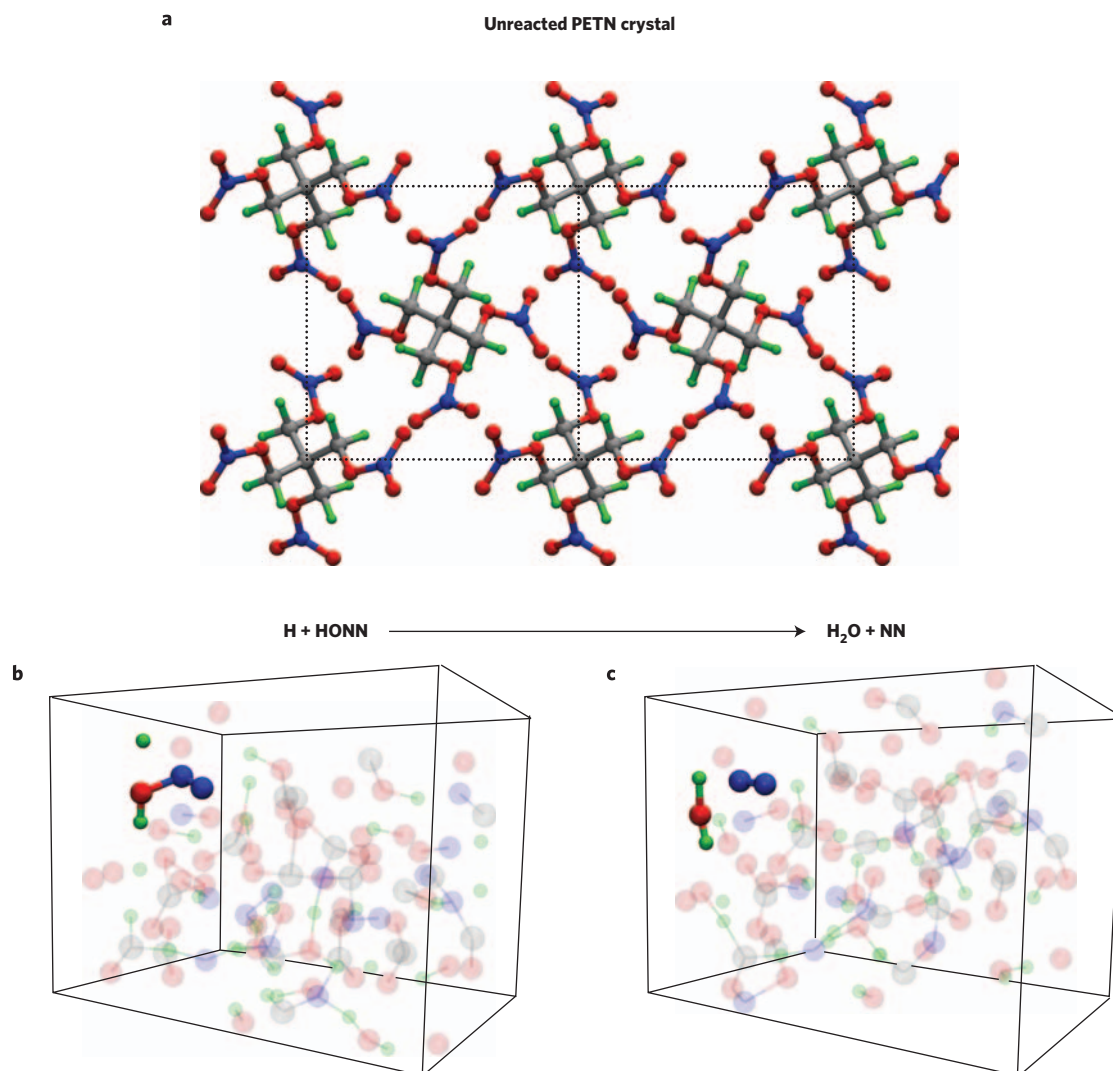 a
Unreacted PETN crystal
H + HONN
H₂O + NN
b
c